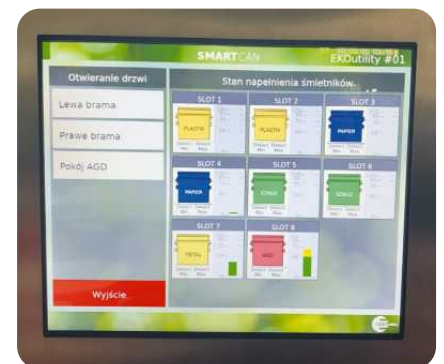 SMARTCAN
EKOutility #01
Otwieranie drzwi
Stan napełnienia śmietników
Lewa brama
Prawe brama
Pokój AGD
Wyjście
SLOT 1
SLOT 2
SLOT 3
PLASTIK
PLASTIK
PAPIER
SLOT 4
SLOT 5
SLOT 6
PAPIER
SZKŁO
SZKŁO
SLOT 7
SLOT 8
METAL
AGD